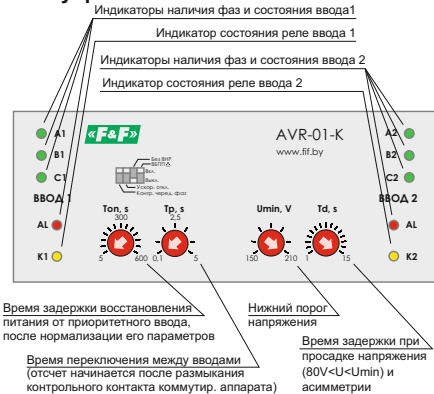 Индикаторы наличия фаз и состояния ввода1
Индикатор состояния реле ввода 1
Индикаторы наличия фаз и состояния ввода 2
Индикатор состояния реле ввода 2
A1
B1
C1
ВВОД 1
AL
K1
«F&F»
AVR-01-K
www.fif.by
A2
B2
C2
ВВОД 2
AL
K2
Без ВНР
ВБПП
Вкл.
Выкл.
Ускор. откл.
Контр. черед. фаз
Ton, s
300
5
600
Tp, s
2,5
0,1
5
Umin, V
150
210
Td, s
1
15
Время задержки восстановления
питания от приоритетного ввода,
после нормализации его параметров
Время переключения между вводами
(отсчет начинается после размыкания
контрольного контакта коммутир. аппарата)
Нижний порог
напряжения
Время задержки при
просадке напряжения
(80V<U<Umin) и
асимметрии